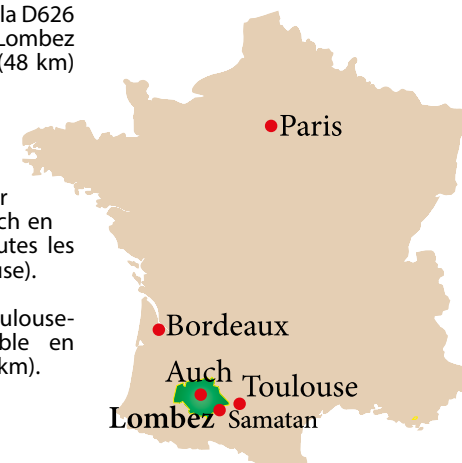 la D626
Lombez
(48 km)
r
ch en
utes les
use).
oulouse-
ble en
km).
Paris
Bordeaux
Auch
Toulouse
Lombez
Samatan